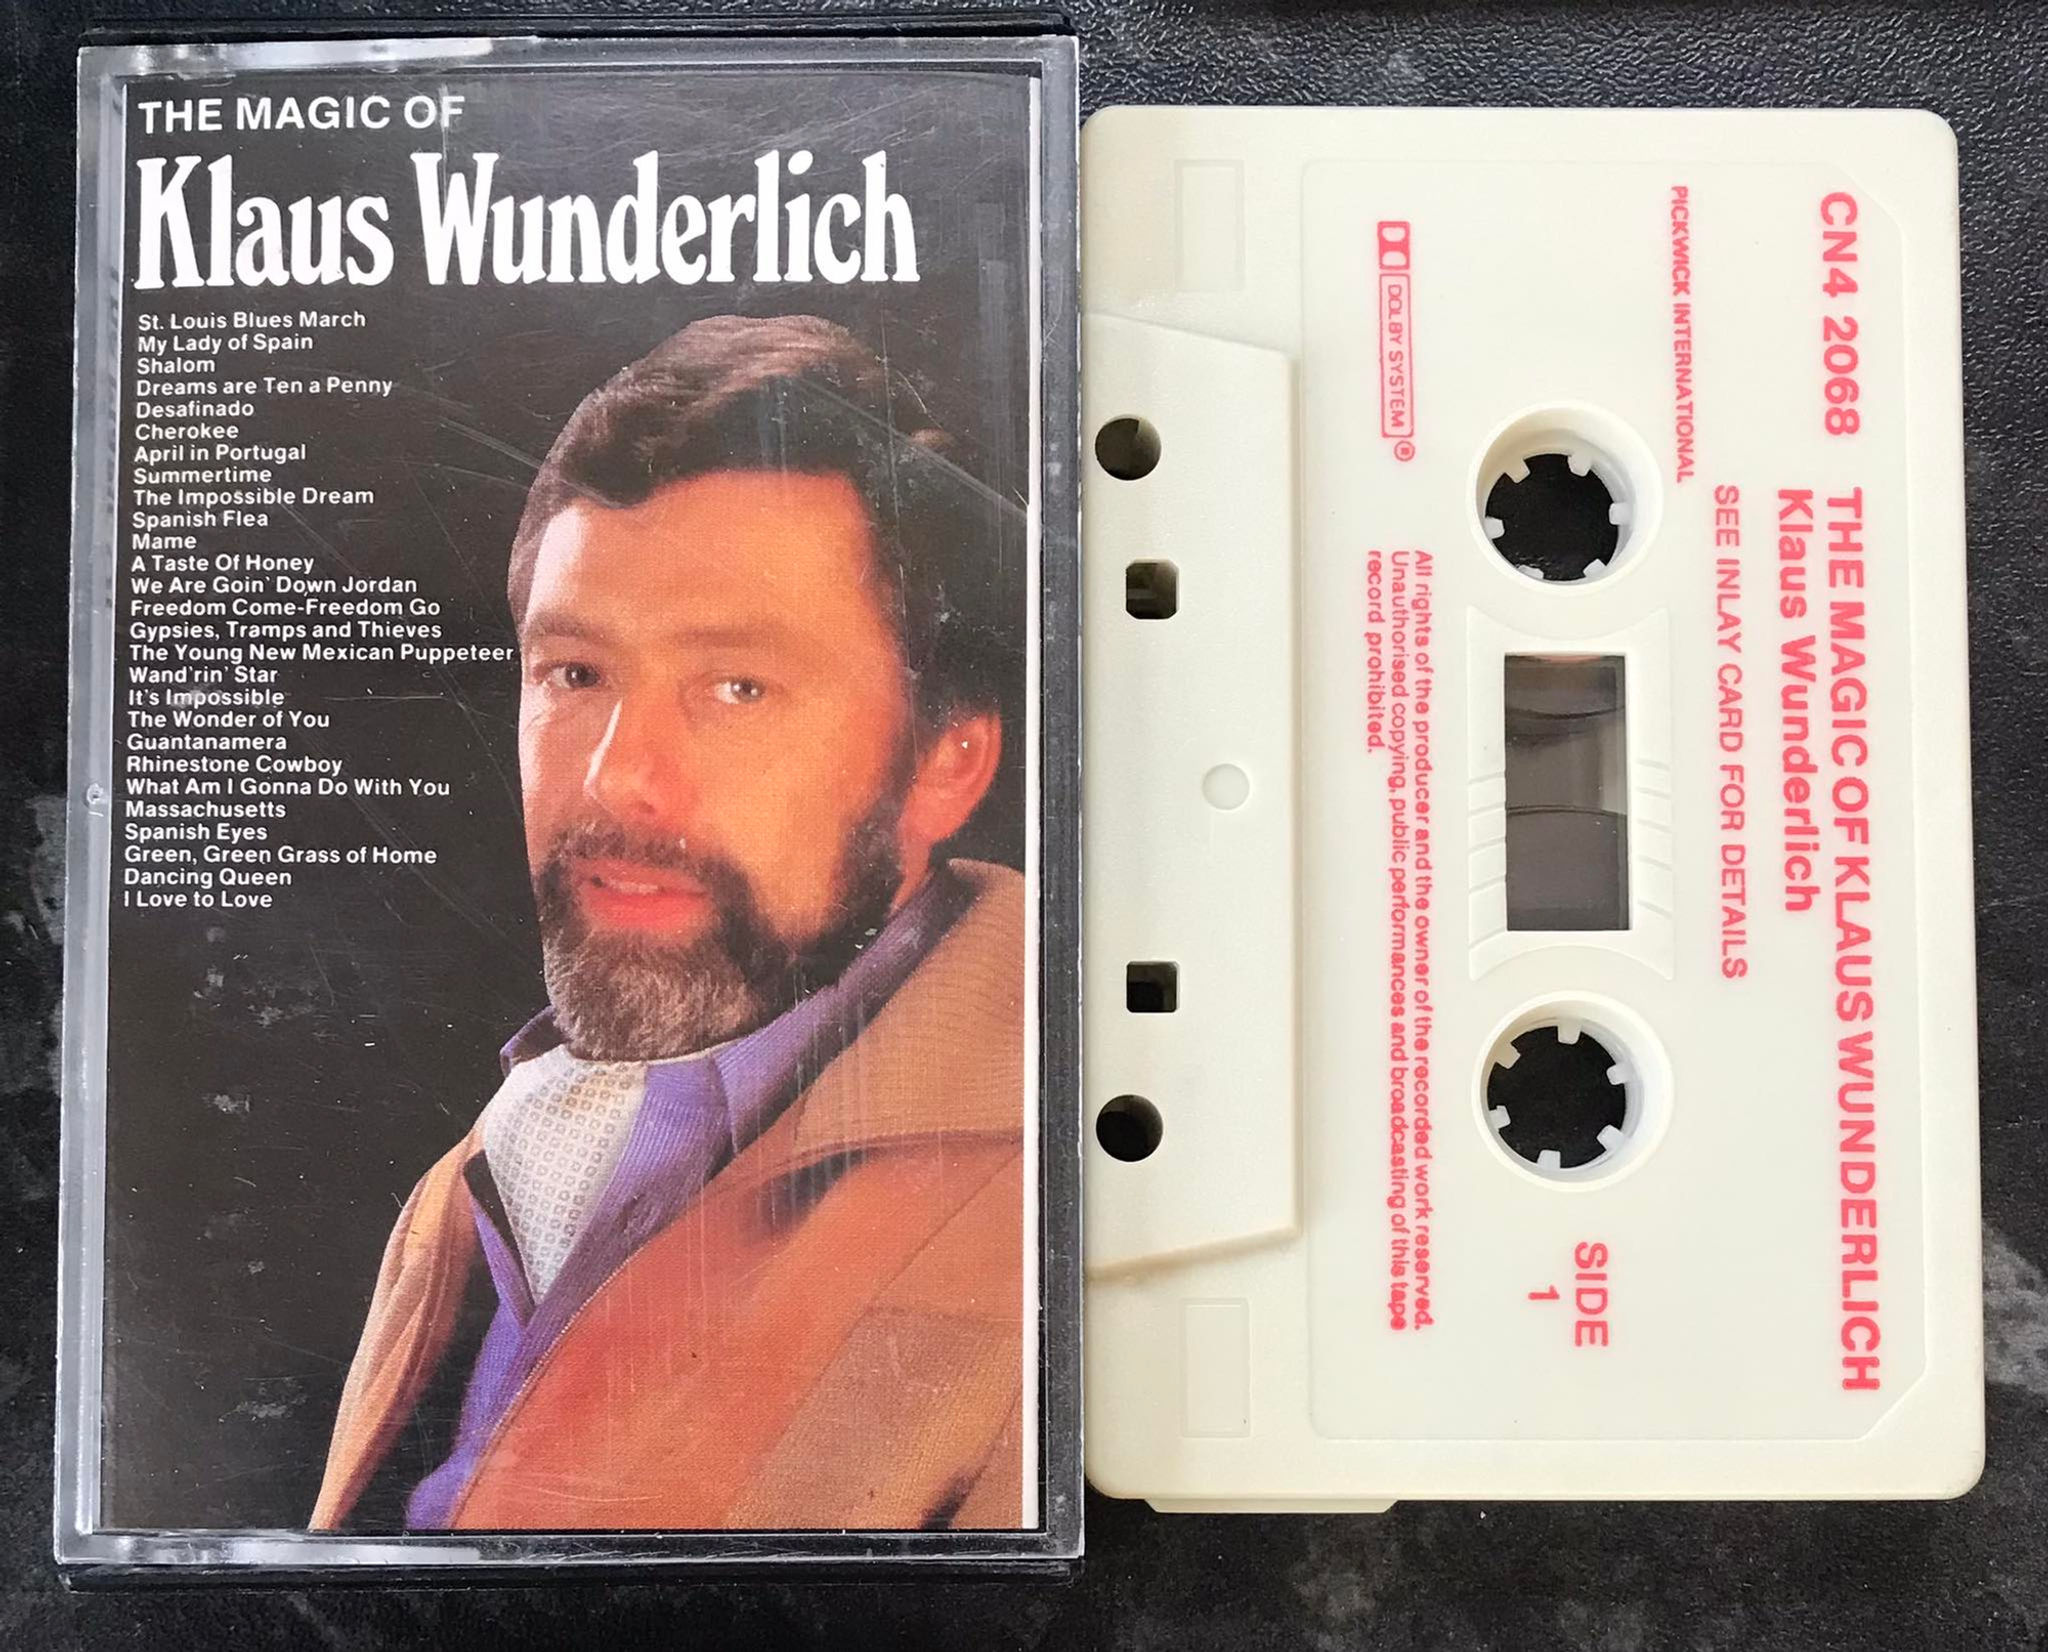 THE MAGIC OF
Klaus Wunderlich
St. Louis Blues March
My Lady of Spain
Shalom
Dreams are Ten a Penny
Desafinado
Cherokee
April in Portugal
Summertime
The Impossible Dream
Spanish Flea
Mame
A Taste Of Honey
We Are Goin' Down Jordan
Freedom Come-Freedom Go
Gypsies, Tramps and Thieves
The Young New Mexican Puppeteer
Wand'rin' Star
It's Impossible
The Wonder of You
Guantanamera
Rhinestone Cowboy
What Am I Gonna Do With You
Massachusetts
Spanish Eyes
Green, Green Grass of Home
Dancing Queen
I Love to Love
CN4 2068 THE MAGIC OF KLAUS WUNDERLICH
Klaus Wunderlich
SEE INLAY CARD FOR DETAILS
PICKWICK INTERNATIONAL
SIDE
1
DOLBY SYSTEM ®
All rights of the producer and the owner of the recorded work reserved.
Unauthorised copying, public performances and broadcasting of this tape
record prohibited.